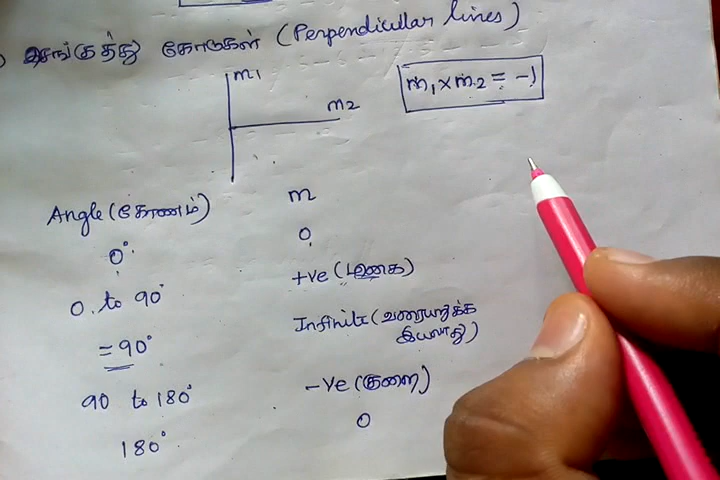 செங்குத்து கோடுகள் (Perpendicular lines)
m1
m2
m1 × m2 = -1
Angle (கோணம்) m
0° 0
0. to 90° +ve (மிகை)
= 90° Infinite (வரையறுக்க இயலாது)
90 to 180° -ve (குறை)
180° 0